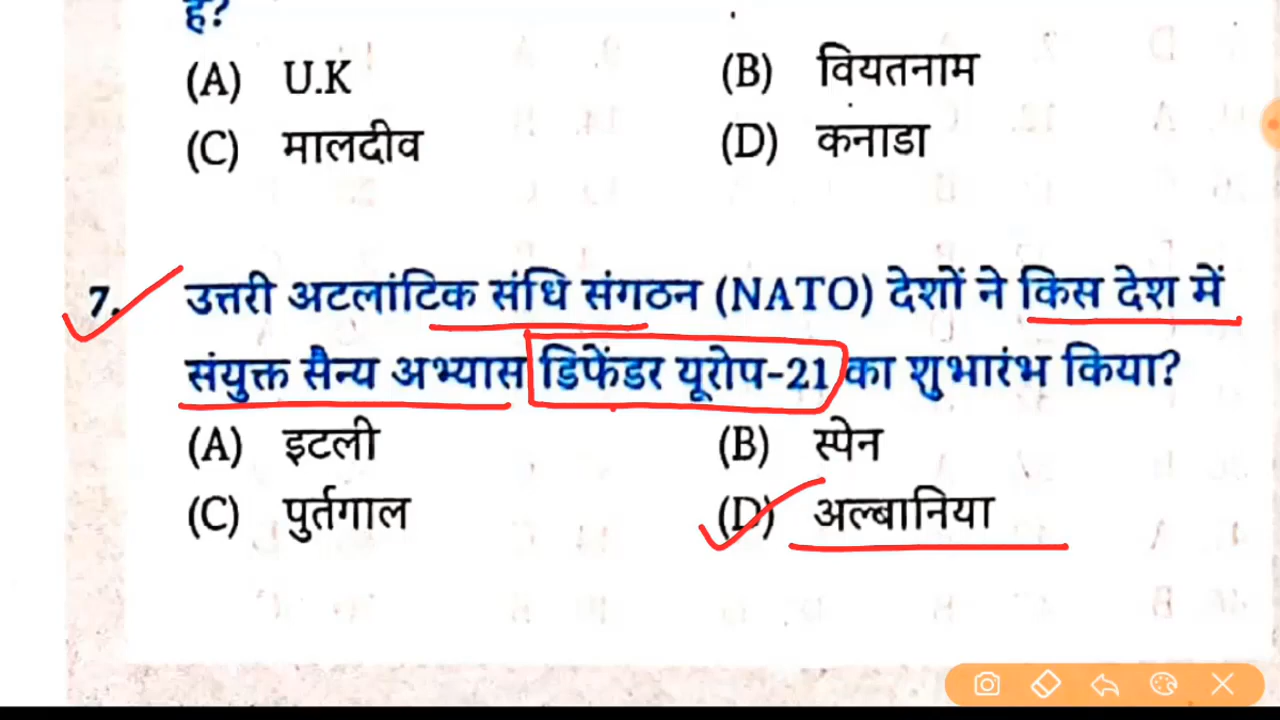 है?
(A) U.K (B) वियतनाम
(C) मालदीव (D) कनाडा
7. उत्तरी अटलांटिक संधि संगठन (NATO) देशों ने किस देश में
संयुक्त सैन्य अभ्यास डिफेंडर यूरोप-21 का शुभारंभ किया?
(A) इटली (B) स्पेन
(C) पुर्तगाल (D) अल्बानिया